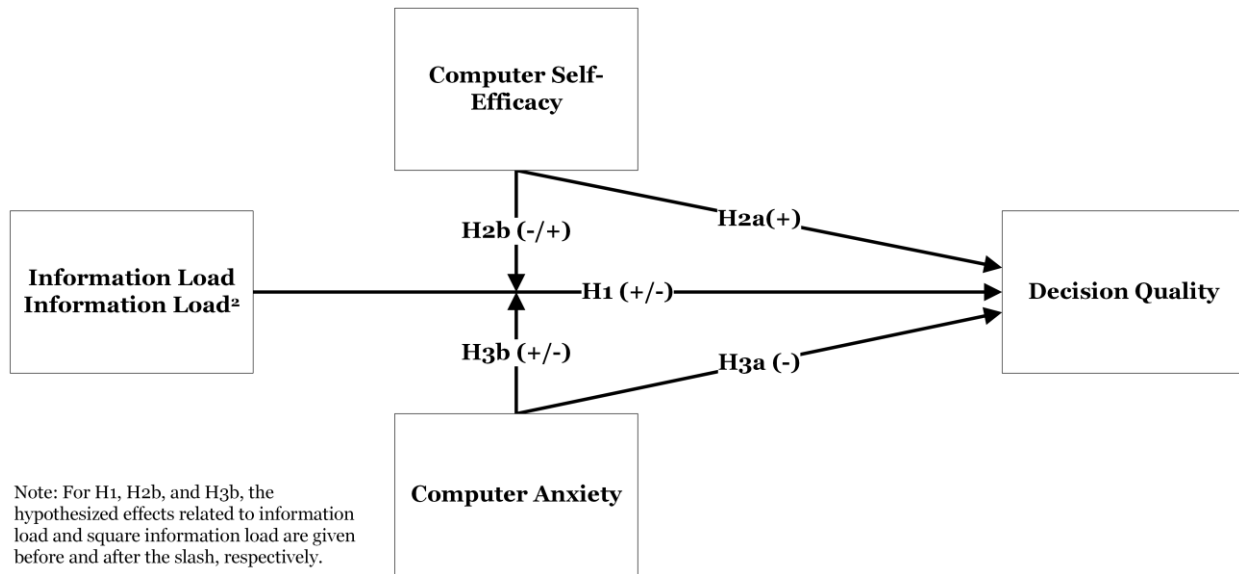 Computer Self-
Efficacy
H2a(+)
H2b (-/+)
Information Load
Information Load²
H1 (+/-)
Decision Quality
H3b (+/-)
H3a (-)
Computer Anxiety
Note: For H1, H2b, and H3b, the
hypothesized effects related to information
load and square information load are given
before and after the slash, respectively.